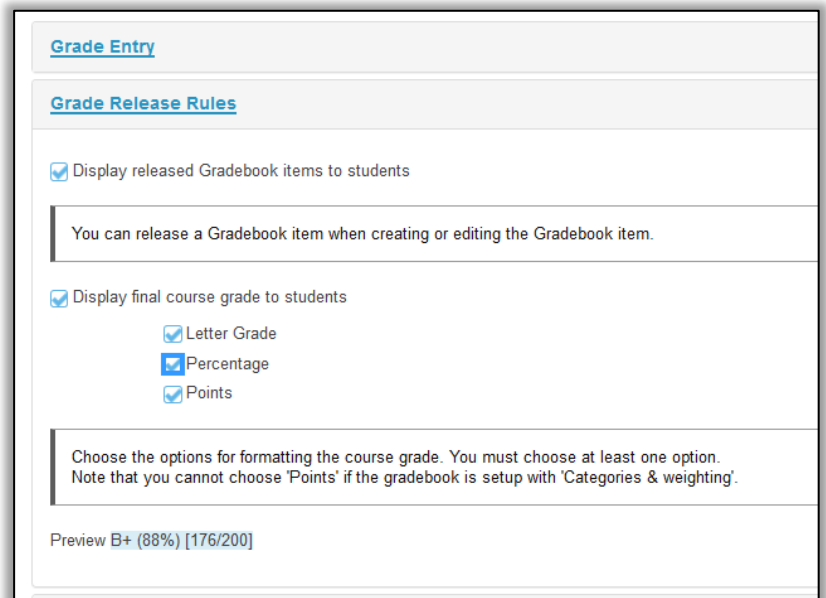 Grade Entry
Grade Release Rules
Display released Gradebook items to students
You can release a Gradebook item when creating or editing the Gradebook item.
Display final course grade to students
Letter Grade
Percentage
Points
Choose the options for formatting the course grade. You must choose at least one option.
Note that you cannot choose 'Points' if the gradebook is setup with 'Categories & weighting'.
Preview B+ (88%) [176/200]